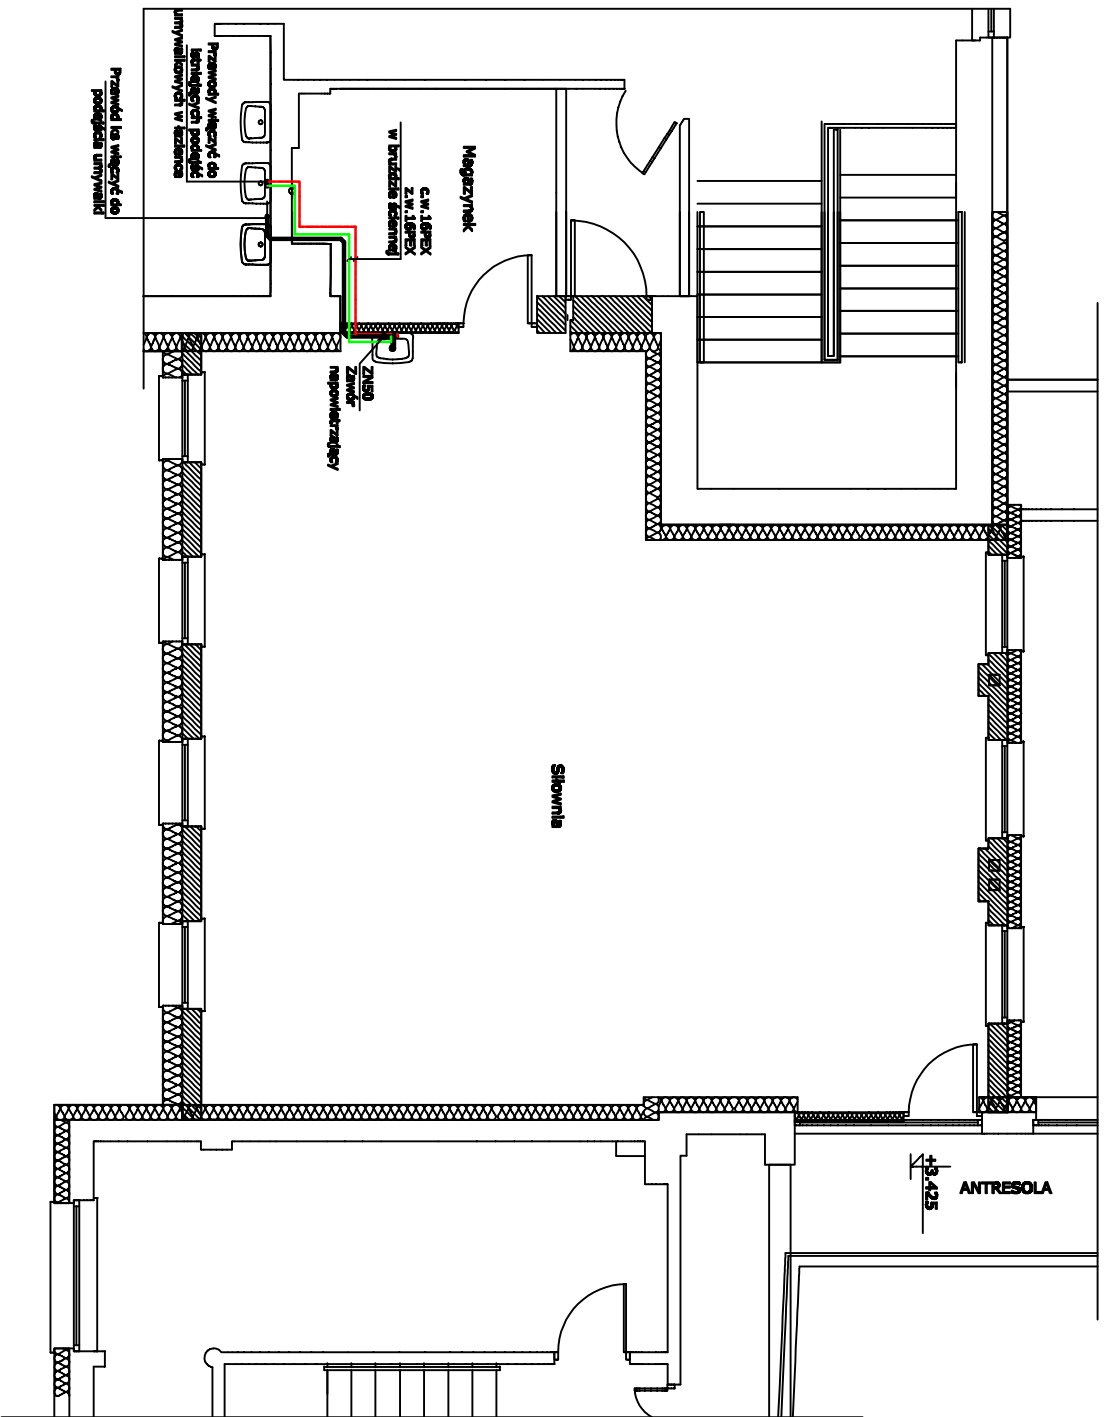 Przewody włączyć do
istniejących podejść
umywalkowych w łazience
Przewód ks włączyć do
podejścia umywalki
Magazynek
c.w.16PEX
z.w.16PEX
w bruździe ściennej
ZN50
Zawór
napowietrzający
Siłownia
+3.425
ANTRESOLA